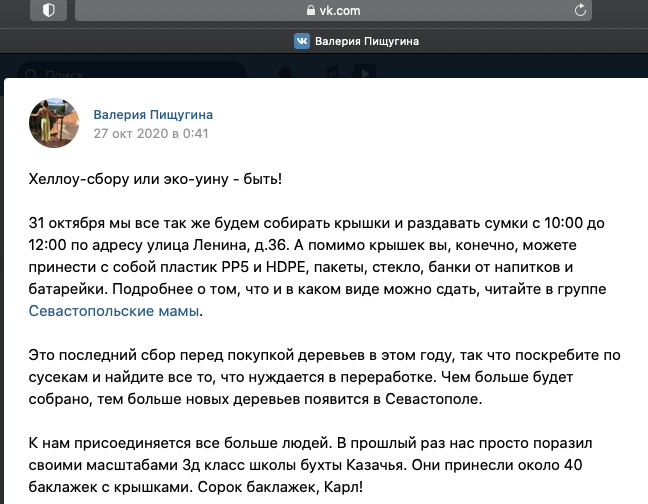 vk.com
Валерия Пищугина
Поиск
Валерия Пищугина
27 окт 2020 в 0:41
Хеллоу-сбору или эко-уину - быть!
31 октября мы все так же будем собирать крышки и раздавать сумки с 10:00 до
12:00 по адресу улица Ленина, д.36. А помимо крышек вы, конечно, можете
принести с собой пластик PP5 и HDPE, пакеты, стекло, банки от напитков и
батарейки. Подробнее о том, что и в каком виде можно сдать, читайте в группе
Севастопольские мамы.
Это последний сбор перед покупкой деревьев в этом году, так что поскребите по
сусекам и найдите все то, что нуждается в переработке. Чем больше будет
собрано, тем больше новых деревьев появится в Севастополе.
К нам присоединяется все больше людей. В прошлый раз нас просто поразил
своими масштабами 3д класс школы бухты Казачья. Они принесли около 40
баклажек с крышками. Сорок баклажек, Карл!